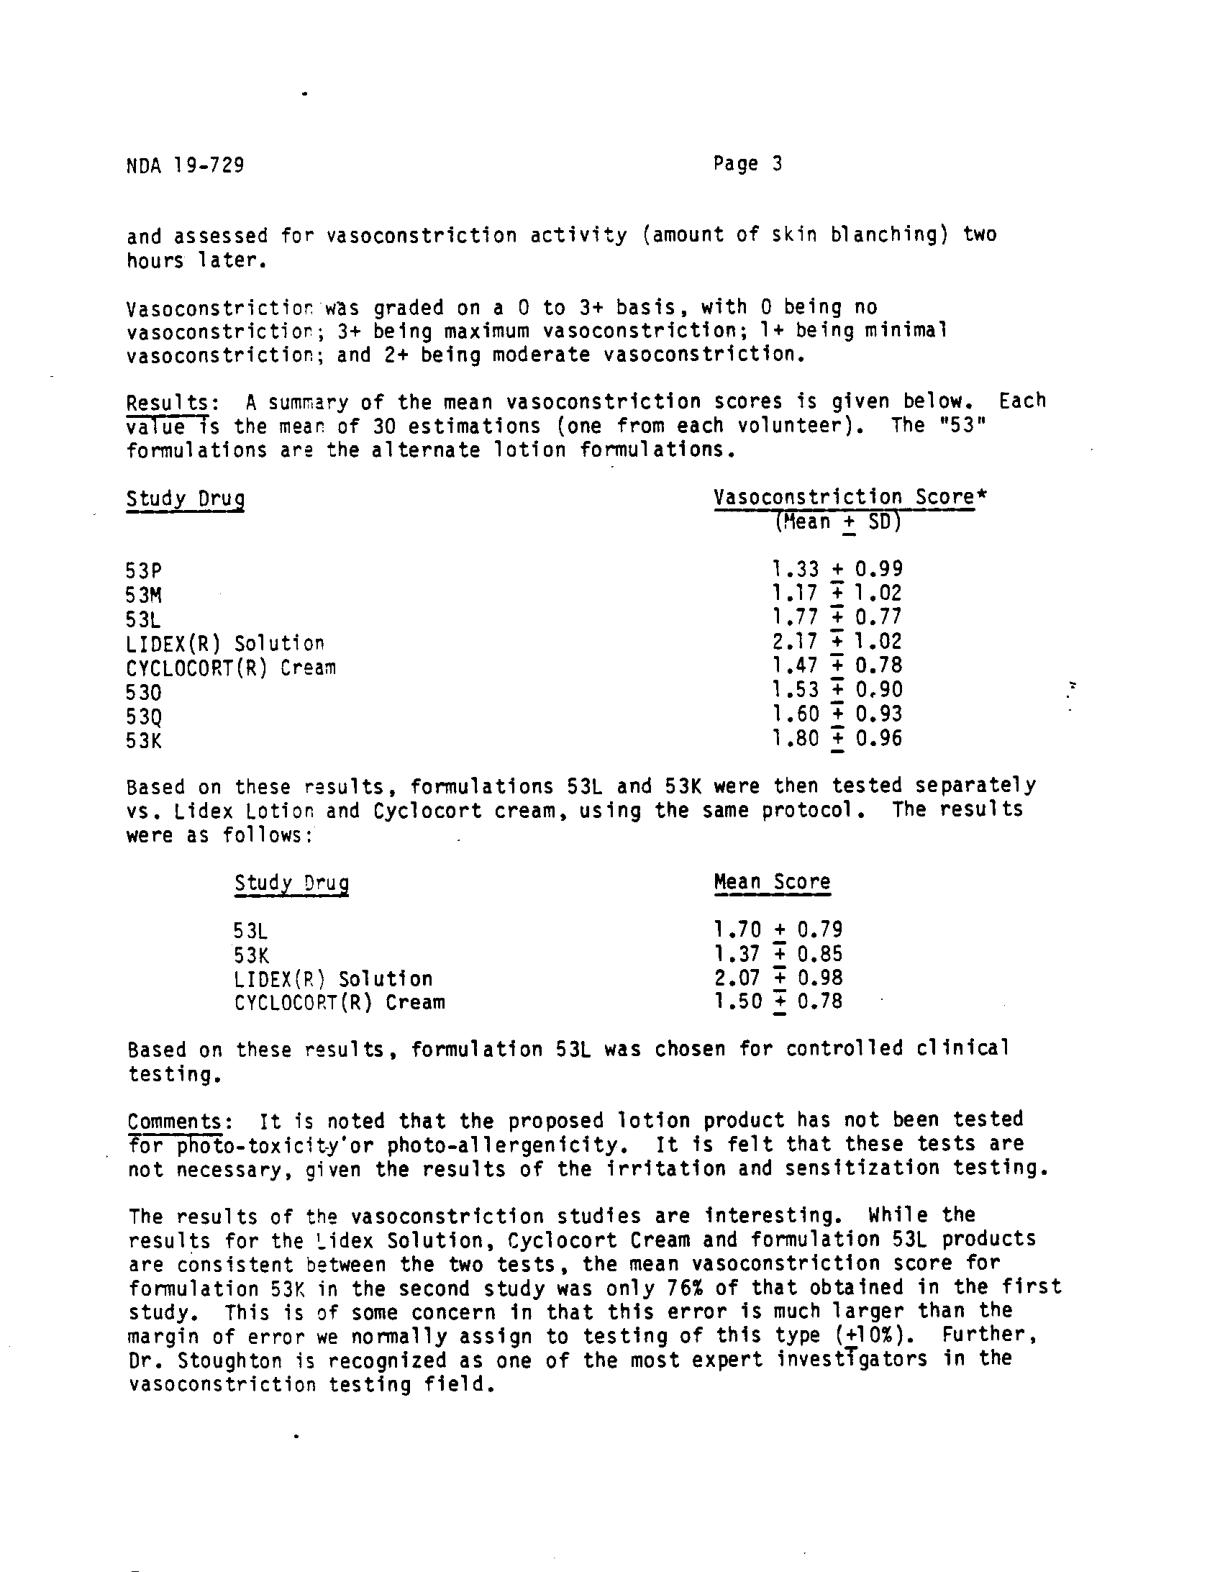 NDA 19-729 Page 3
and assessed for vasoconstriction activity (amount of skin blanching) two
hours later.
Vasoconstriction was graded on a 0 to 3+ basis, with 0 being no
vasoconstriction; 3+ being maximum vasoconstriction; 1+ being minimal
vasoconstriction; and 2+ being moderate vasoconstriction.
Results: A summary of the mean vasoconstriction scores is given below. Each
value is the mean of 30 estimations (one from each volunteer). The "53"
formulations are the alternate lotion formulations.
Study Drug Vasoconstriction Score*
(Mean ± SD)
53P 1.33 ± 0.99
53M 1.17 ± 1.02
53L 1.77 ± 0.77
LIDEX(R) Solution 2.17 ± 1.02
CYCLOCORT(R) Cream 1.47 ± 0.78
530 1.53 ± 0.90
53Q 1.60 ± 0.93
53K 1.80 ± 0.96
Based on these results, formulations 53L and 53K were then tested separately
vs. Lidex Lotion and Cyclocort cream, using the same protocol. The results
were as follows:
Study Drug Mean Score
53L 1.70 ± 0.79
53K 1.37 ± 0.85
LIDEX(R) Solution 2.07 ± 0.98
CYCLOCORT(R) Cream 1.50 ± 0.78
Based on these results, formulation 53L was chosen for controlled clinical
testing.
Comments: It is noted that the proposed lotion product has not been tested
for photo-toxicity or photo-allergenicity. It is felt that these tests are
not necessary, given the results of the irritation and sensitization testing.
The results of the vasoconstriction studies are interesting. While the
results for the Lidex Solution, Cyclocort Cream and formulation 53L products
are consistent between the two tests, the mean vasoconstriction score for
formulation 53K in the second study was only 76% of that obtained in the first
study. This is of some concern in that this error is much larger than the
margin of error we normally assign to testing of this type (±10%). Further,
Dr. Stoughton is recognized as one of the most expert investigators in the
vasoconstriction testing field.